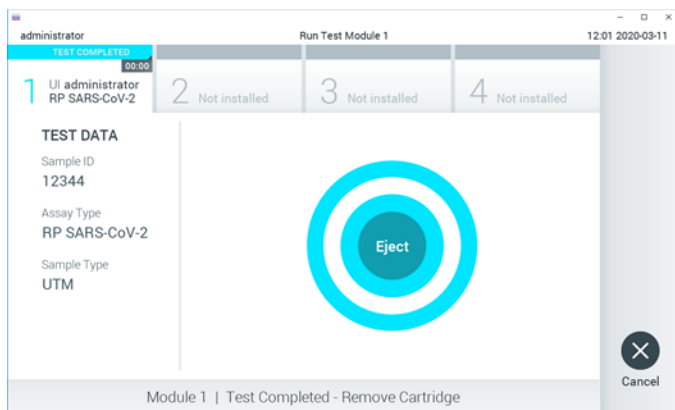 administrator
Run Test Module 1
12:01 2020-03-11
TEST COMPLETED
00:00
1
UI administrator
RP SARS-CoV-2
2 Not installed
3 Not installed
4 Not installed
TEST DATA
Sample ID
12344
Assay Type
RP SARS-CoV-2
Sample Type
UTM
Eject
Cancel
Module 1 | Test Completed - Remove Cartridge